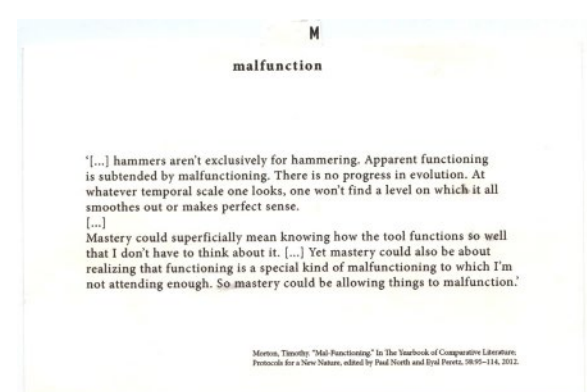 M
malfunction
‘[...] hammers aren't exclusively for hammering. Apparent functioning
is subtended by malfunctioning. There is no progress in evolution. At
whatever temporal scale one looks, one won't find a level on which it all
smoothes out or makes perfect sense.
[...]
Mastery could superficially mean knowing how the tool functions so well
that I don't have to think about it. [...] Yet mastery could also be about
realizing that functioning is a special kind of malfunctioning to which I'm
not attending enough. So mastery could be allowing things to malfunction.’
Morton, Timothy. “Mal-Functioning.” In The Yearbook of Comparative Literature;
Protocols for a New Nature, edited by Paul North and Eyal Peretz, 58:95–114, 2012.